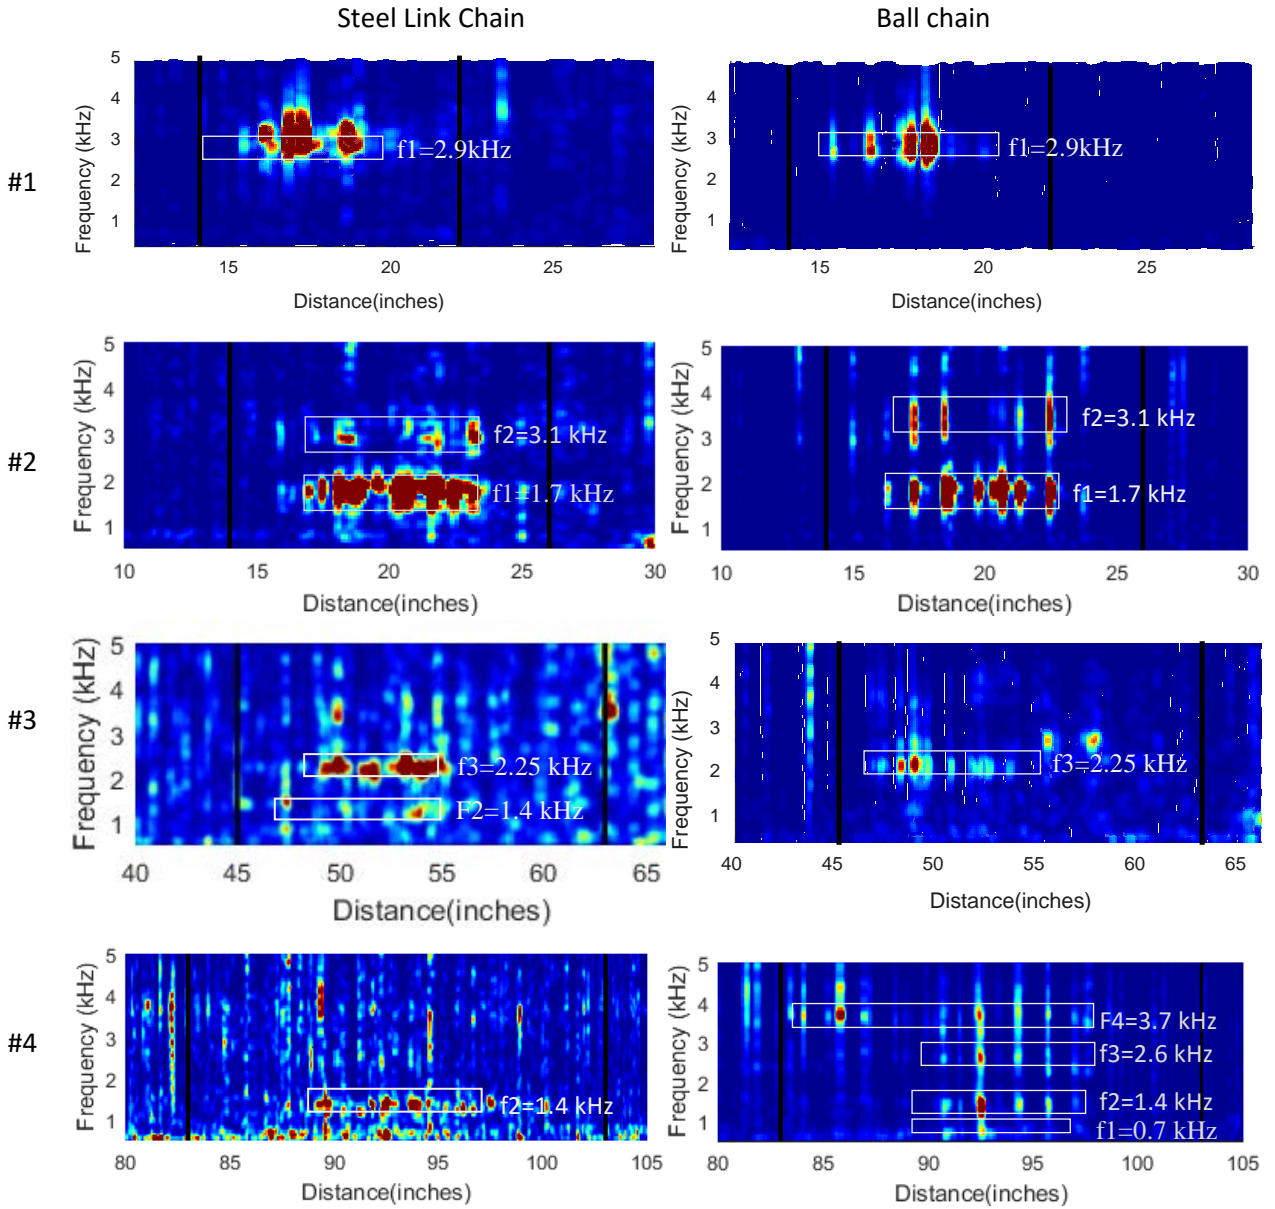 Steel Link Chain
Ball chain
#1
Frequency (kHz)
5
4
3
2
1
f1=2.9kHz
15
20
25
Distance(inches)
Frequency (kHz)
4
3
2
1
f1=2.9kHz
15
20
25
Distance(inches)
#2
Frequency (kHz)
5
4
3
2
1
f2=3.1 kHz
f1=1.7 kHz
10
15
20
25
30
Distance(inches)
Frequency (kHz)
5
4
3
2
1
f2=3.1 kHz
f1=1.7 kHz
10
15
20
25
30
Distance(inches)
#3
Frequency (kHz)
5
4
3
2
1
f3=2.25 kHz
F2=1.4 kHz
40
45
50
55
60
65
Distance(inches)
Frequency (kHz)
5
4
3
2
1
f3=2.25 kHz
40
45
50
55
60
65
Distance(inches)
#4
Frequency (kHz)
5
4
3
2
1
f2=1.4 kHz
80
85
90
95
100
105
Distance(inches)
Frequency (kHz)
5
4
3
2
1
F4=3.7 kHz
f3=2.6 kHz
f2=1.4 kHz
f1=0.7 kHz
80
85
90
95
100
105
Distance(inches)